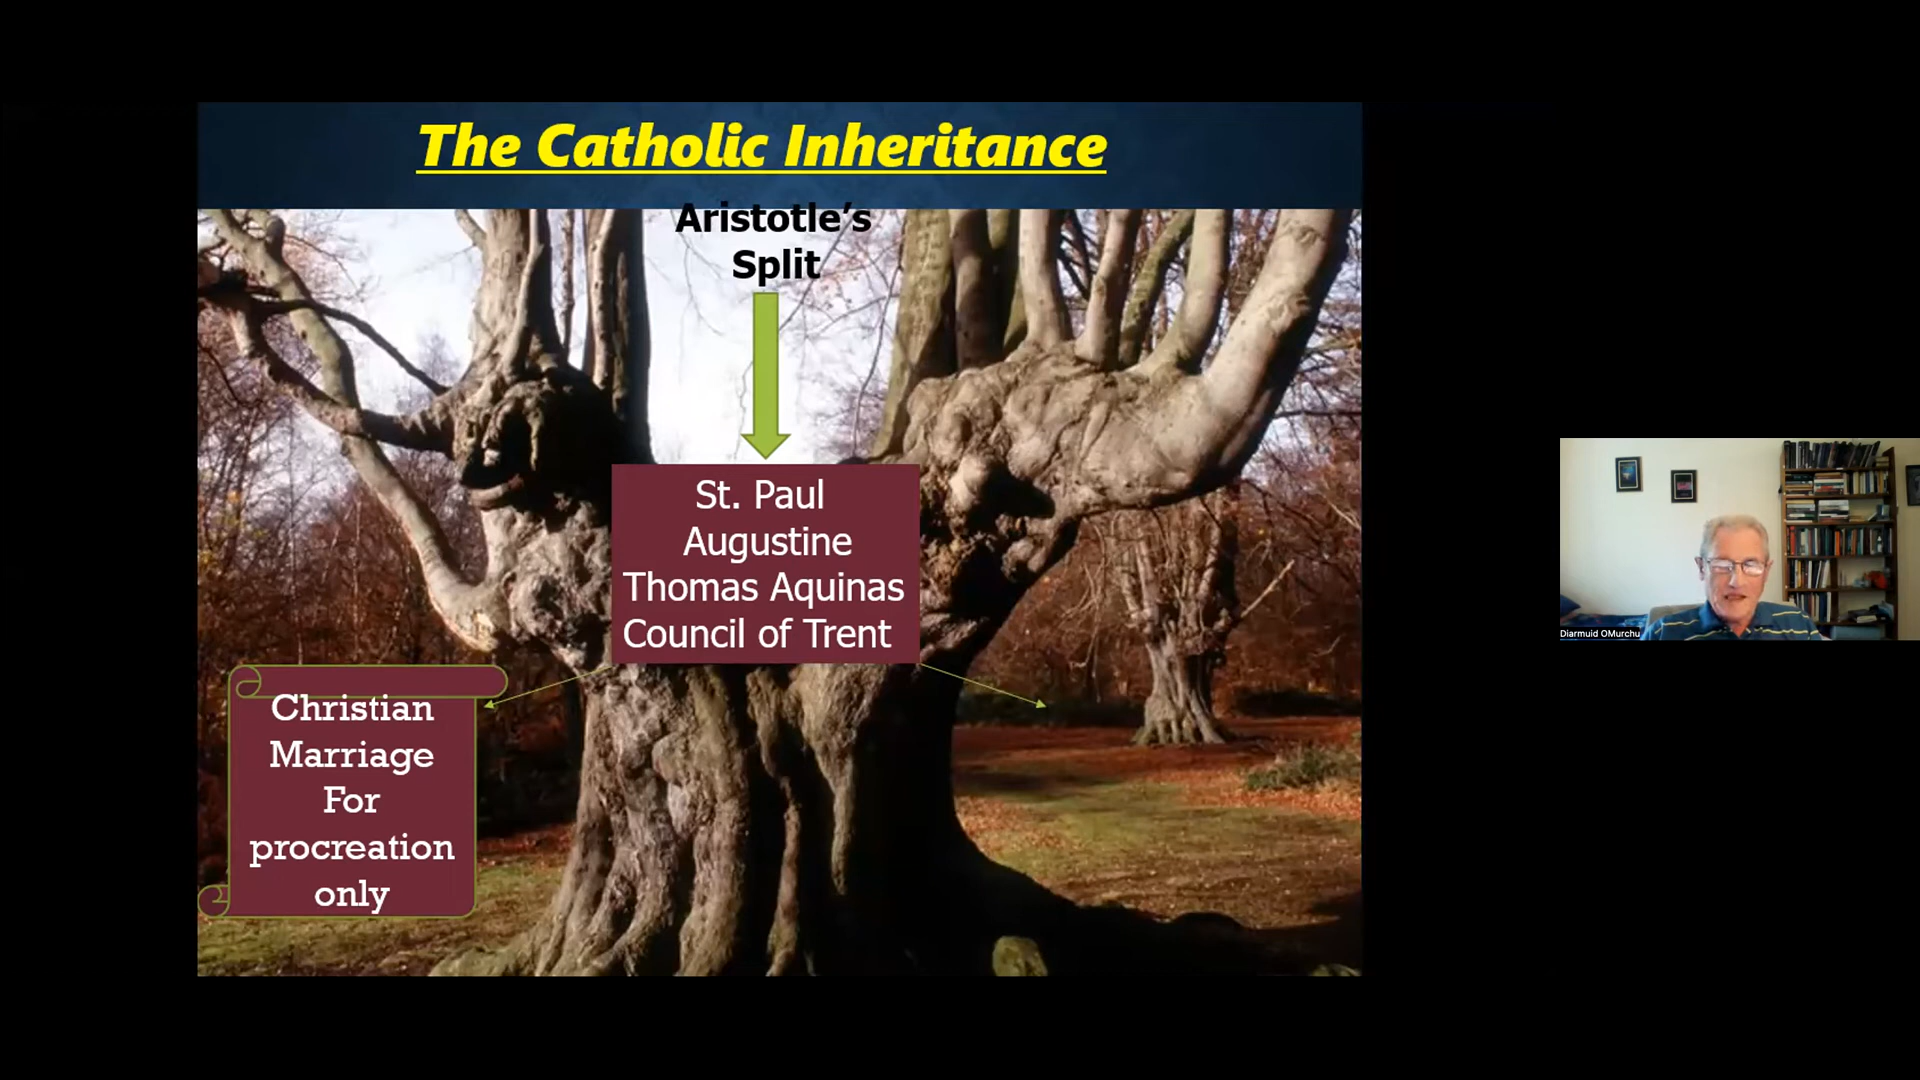 The Catholic Inheritance
Aristotle’s
Split
St. Paul
Augustine
Thomas Aquinas
Council of Trent
Christian
Marriage
For
procreation
only
Diarmuid OMurchu